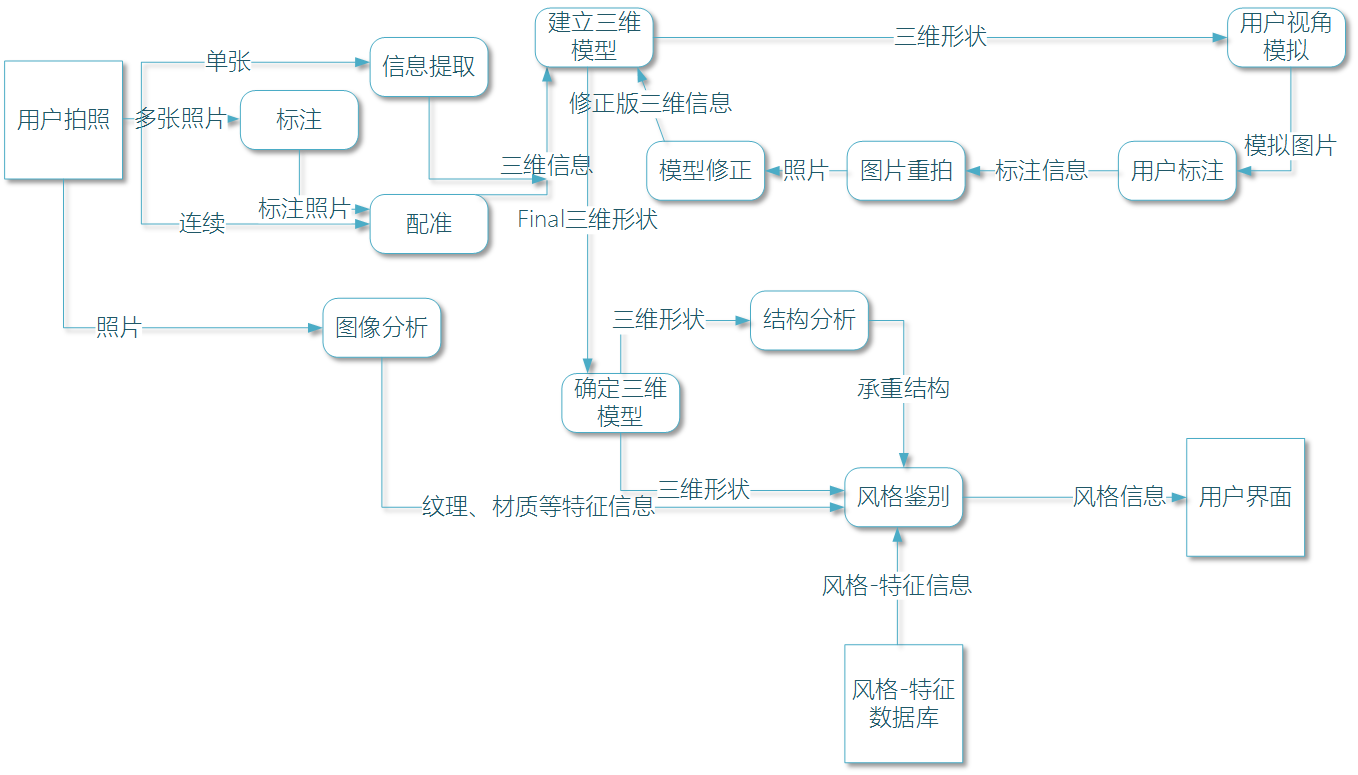 建立三维
模型
三维形状
用户视角
模拟
单张
信息提取
用户拍照
多张照片
标注
修正版三维信息
模拟图片
三维信息
模型修正
照片
图片重拍
标注信息
用户标注
标注照片
连续
配准
Final三维形状
照片
图像分析
三维形状
结构分析
确定三维
模型
承重结构
三维形状
纹理、材质等特征信息
风格鉴别
风格信息
用户界面
风格-特征信息
风格-特征
数据库